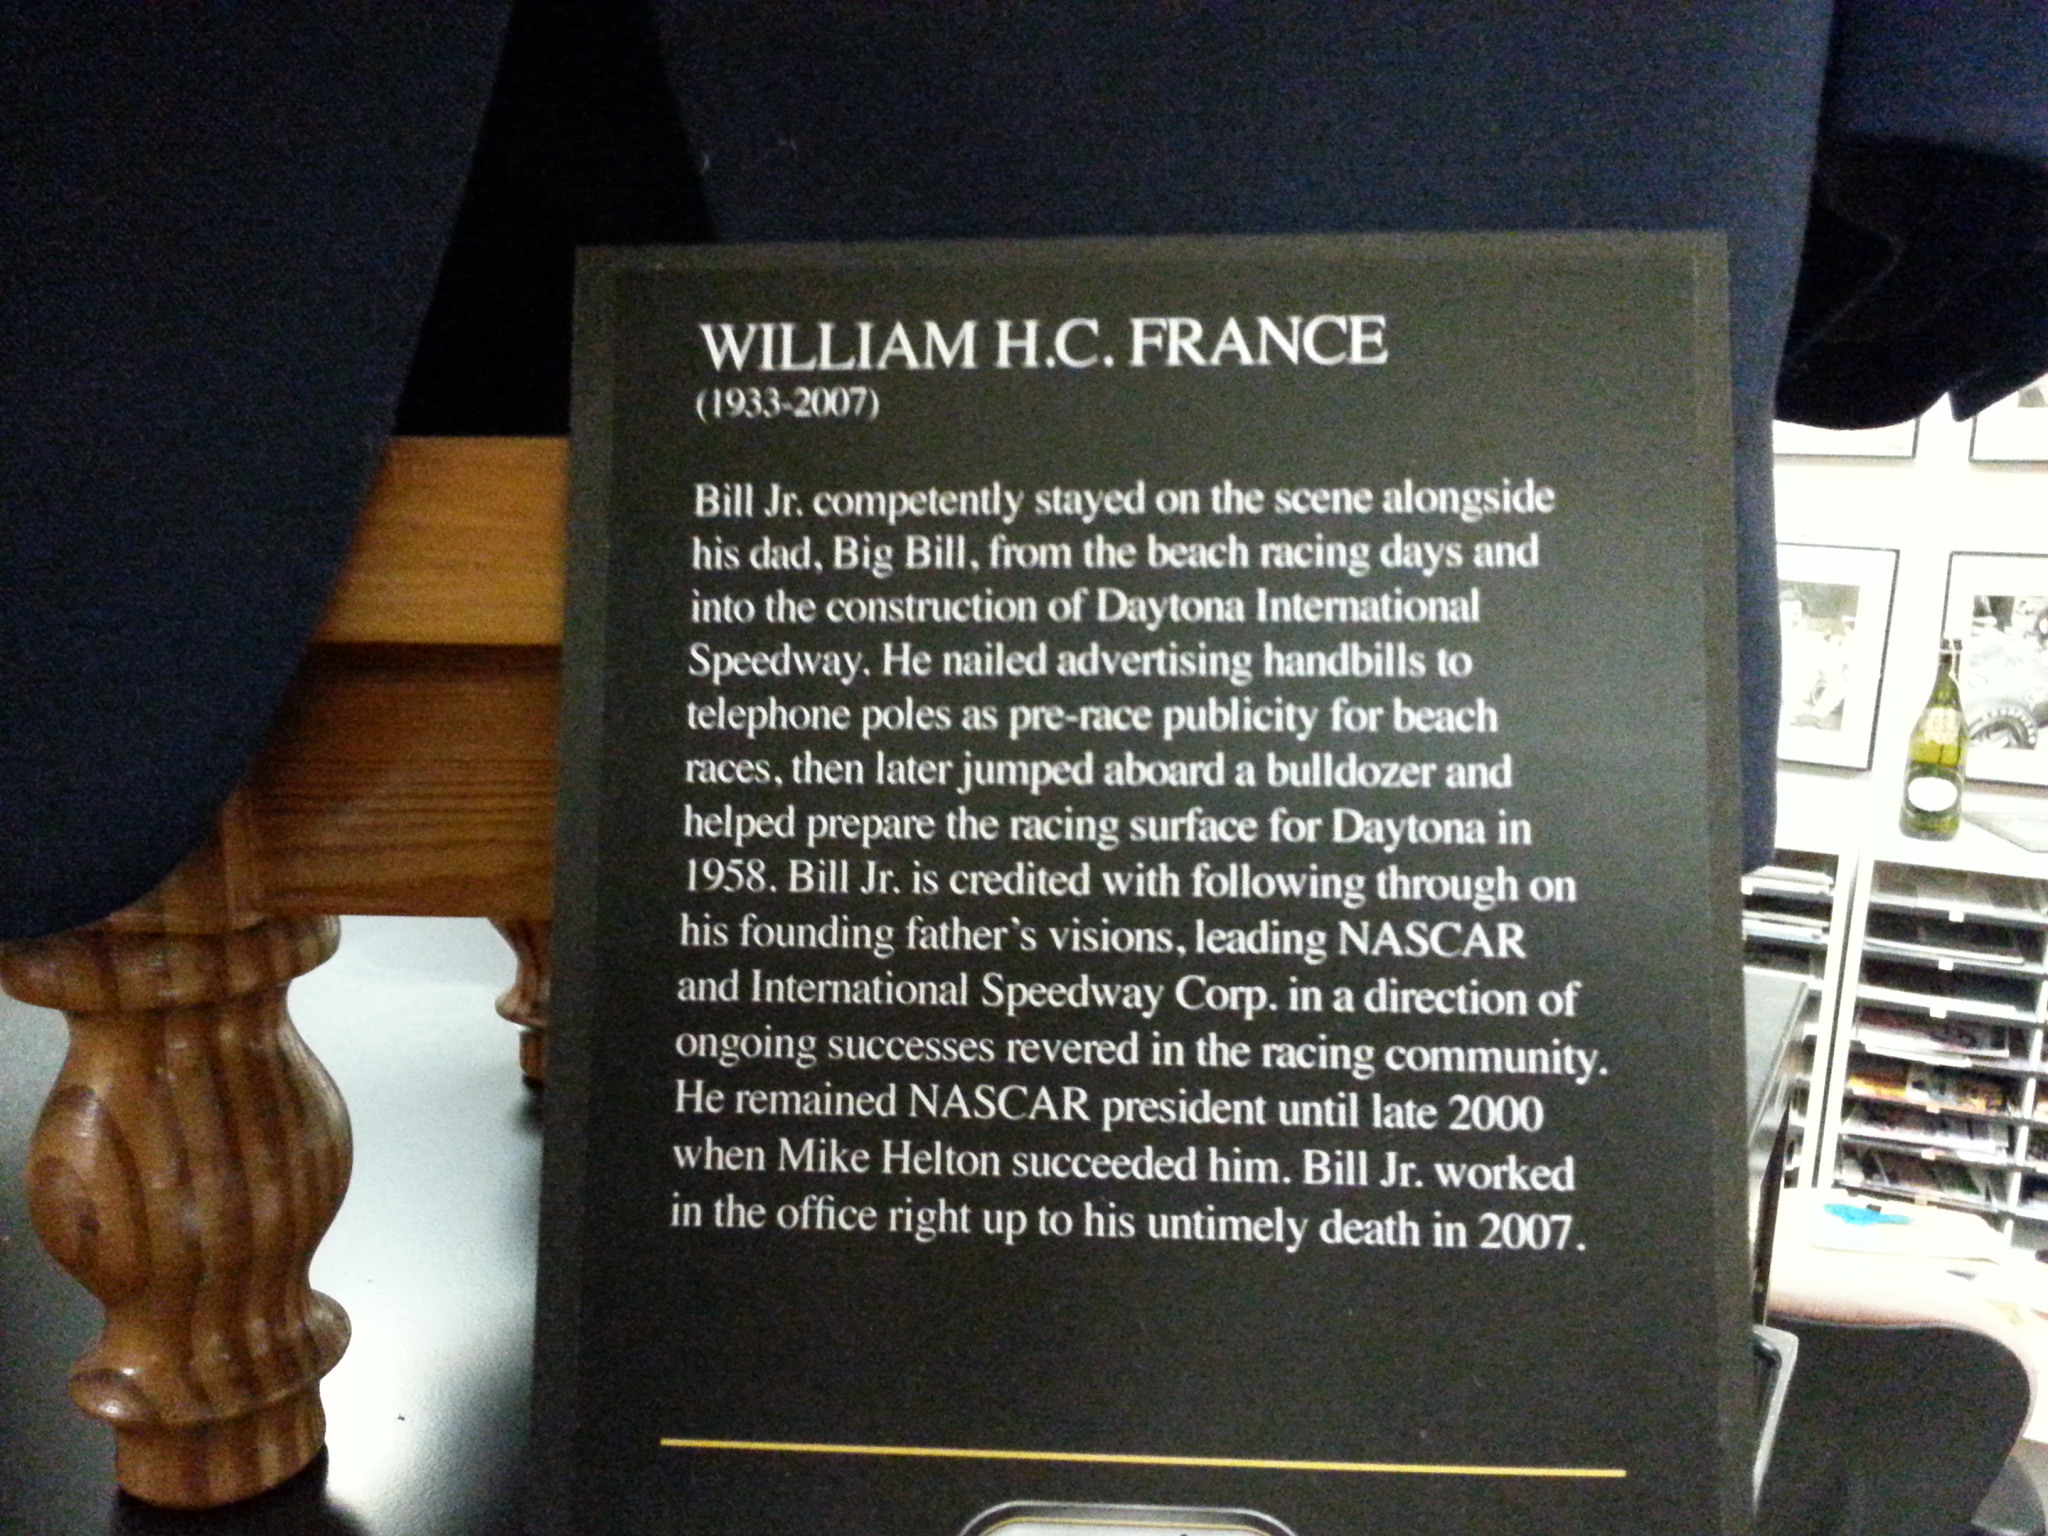 WILLIAM H.C. FRANCE
(1933-2007)
Bill Jr. competently stayed on the scene alongside
his dad, Big Bill, from the beach racing days and
into the construction of Daytona International
Speedway. He nailed advertising handbills to
telephone poles as pre-race publicity for beach
races, then later jumped aboard a bulldozer and
helped prepare the racing surface for Daytona in
1958. Bill Jr. is credited with following through on
his founding father's visions, leading NASCAR
and International Speedway Corp. in a direction of
ongoing successes revered in the racing community.
He remained NASCAR president until late 2000
when Mike Helton succeeded him. Bill Jr. worked
in the office right up to his untimely death in 2007.